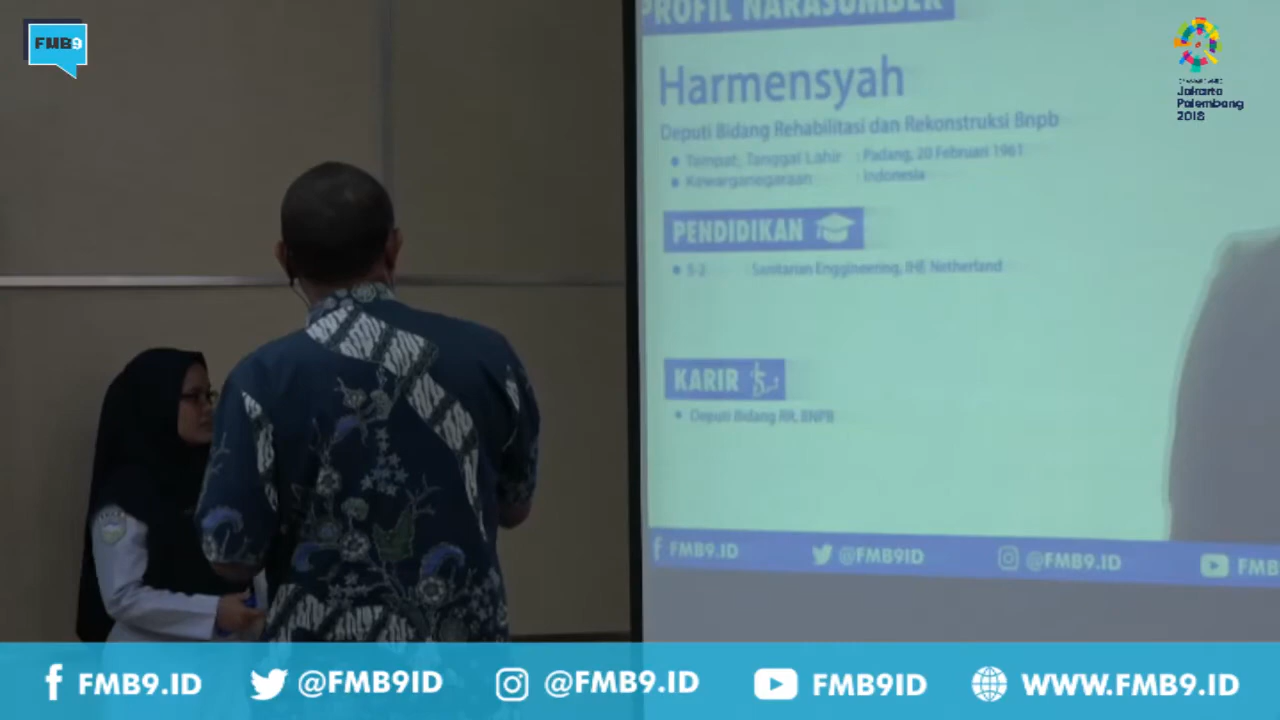 FMB9
PROFIL NARASUMBER
Jakarta
Palembang
2018
Harmensyah
Deputi Bidang Rehabilitasi dan Rekonstruksi Bnpb
Tempat, Tanggal Lahir : Padang, 20 Februari 1961
Kewarganegaraan : Indonesia
PENDIDIKAN
S-2 Sanitarian Enggineering, IHE Netherland
KARIR
Deputi Bidang RR, BNPB
FMB9.ID @FMB9ID @FMB9.ID FMB
FMB9.ID @FMB9ID @FMB9.ID FMB9ID WWW.FMB9.ID